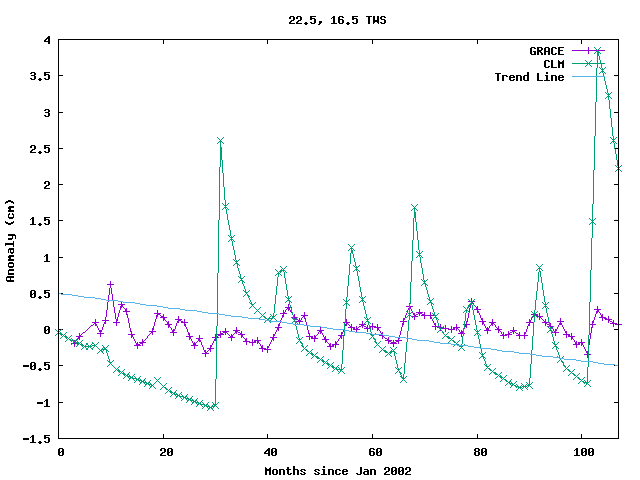 22.5, 16.5 TWS
GRACE
CLM
Trend Line
4
3.5
3
2.5
2
1.5
1
0.5
0
-0.5
-1
-1.5
Anomaly (cm)
0 20 40 60 80 100
Months since Jan 2002